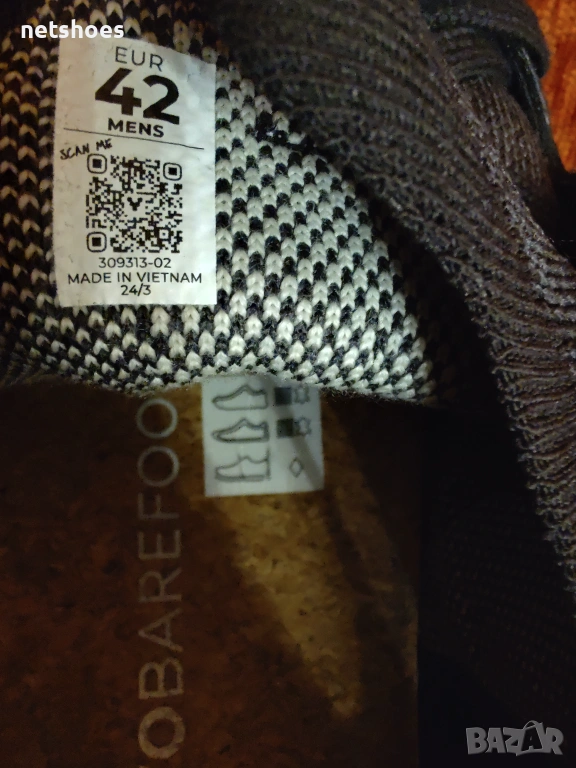 netshoes
EUR
42
MENS
SCAN ME
309313-02
MADE IN VIETNAM
24/3
OBAREFOO
BAZAR